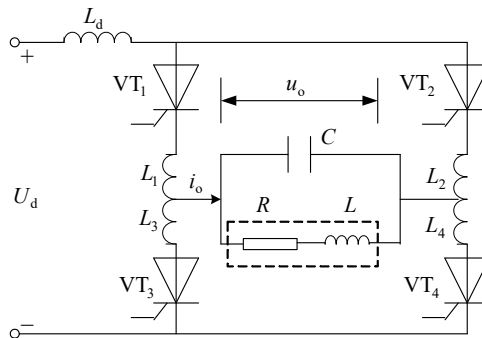 L_d
+
VT_1
u_o
VT_2
C
L_1
i_o
L_2
U_d
R
L
L_3
L_4
VT_3
VT_4
−